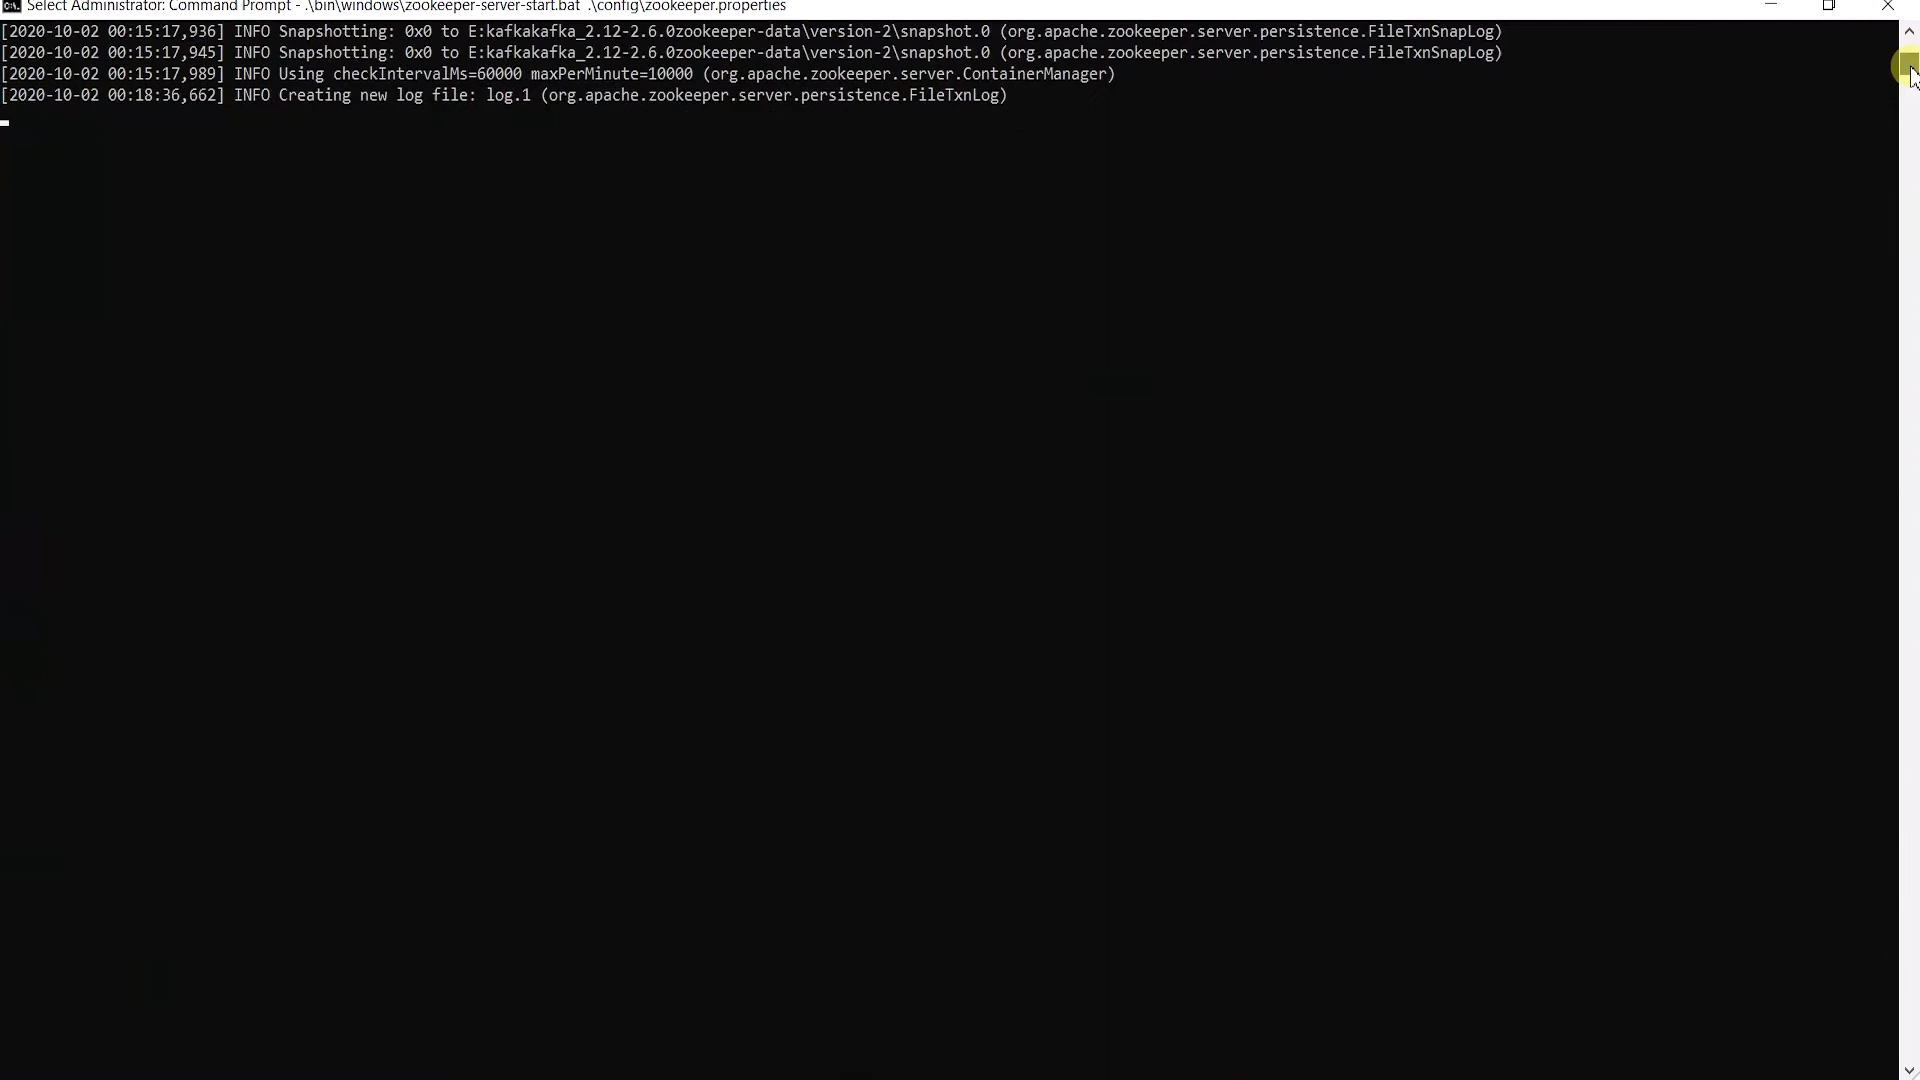 Select Administrator: Command Prompt - .\bin\windows\zookeeper-server-start.bat .\config\zookeeper.properties
[2020-10-02 00:15:17,936] INFO Snapshotting: 0x0 to E:kafkakafka_2.12-2.6.0zookeeper-data\version-2\snapshot.0 (org.apache.zookeeper.server.persistence.FileTxnSnapLog)
[2020-10-02 00:15:17,945] INFO Snapshotting: 0x0 to E:kafkakafka_2.12-2.6.0zookeeper-data\version-2\snapshot.0 (org.apache.zookeeper.server.persistence.FileTxnSnapLog)
[2020-10-02 00:15:17,989] INFO Using checkIntervalMs=60000 maxPerMinute=10000 (org.apache.zookeeper.server.ContainerManager)
[2020-10-02 00:18:36,662] INFO Creating new log file: log.1 (org.apache.zookeeper.server.persistence.FileTxnLog)